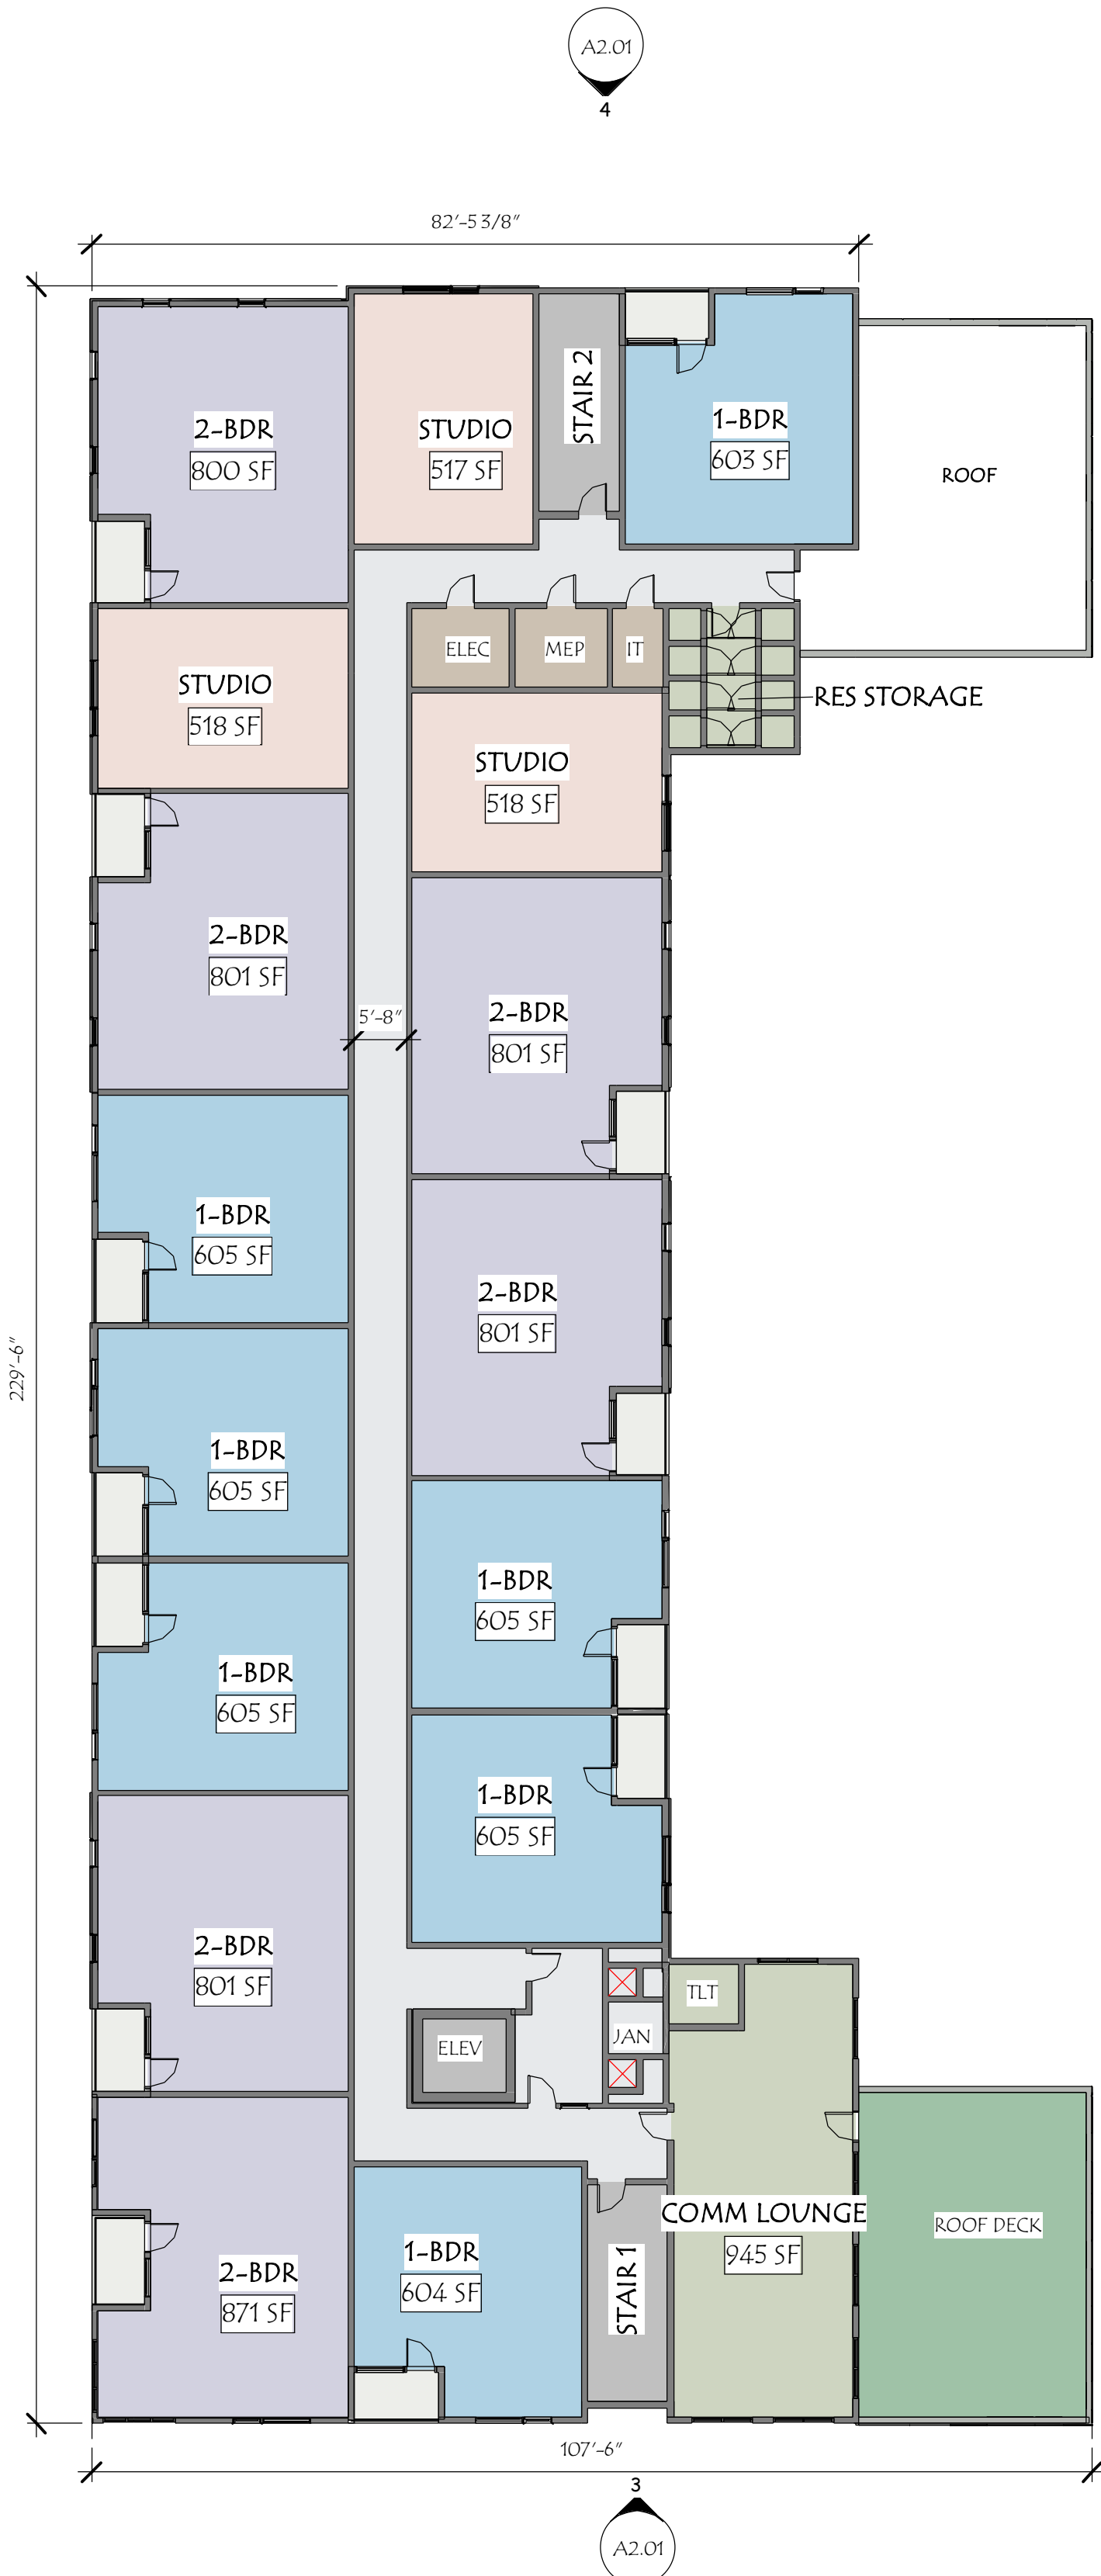 A2.01
4
82'-5 3/8"
2-BDR
800 SF
STUDIO
517 SF
STAIR 2
1-BDR
603 SF
ROOF
STUDIO
518 SF
ELEC
MEP
IT
RES STORAGE
STUDIO
518 SF
2-BDR
801 SF
5'-8"
2-BDR
801 SF
1-BDR
605 SF
2-BDR
801 SF
229'-6"
1-BDR
605 SF
1-BDR
605 SF
1-BDR
605 SF
1-BDR
605 SF
2-BDR
801 SF
ELEV
JAN
TLT
2-BDR
871 SF
1-BDR
604 SF
STAIR 1
COMM LOUNGE
945 SF
ROOF DECK
107'-6"
3
A2.01